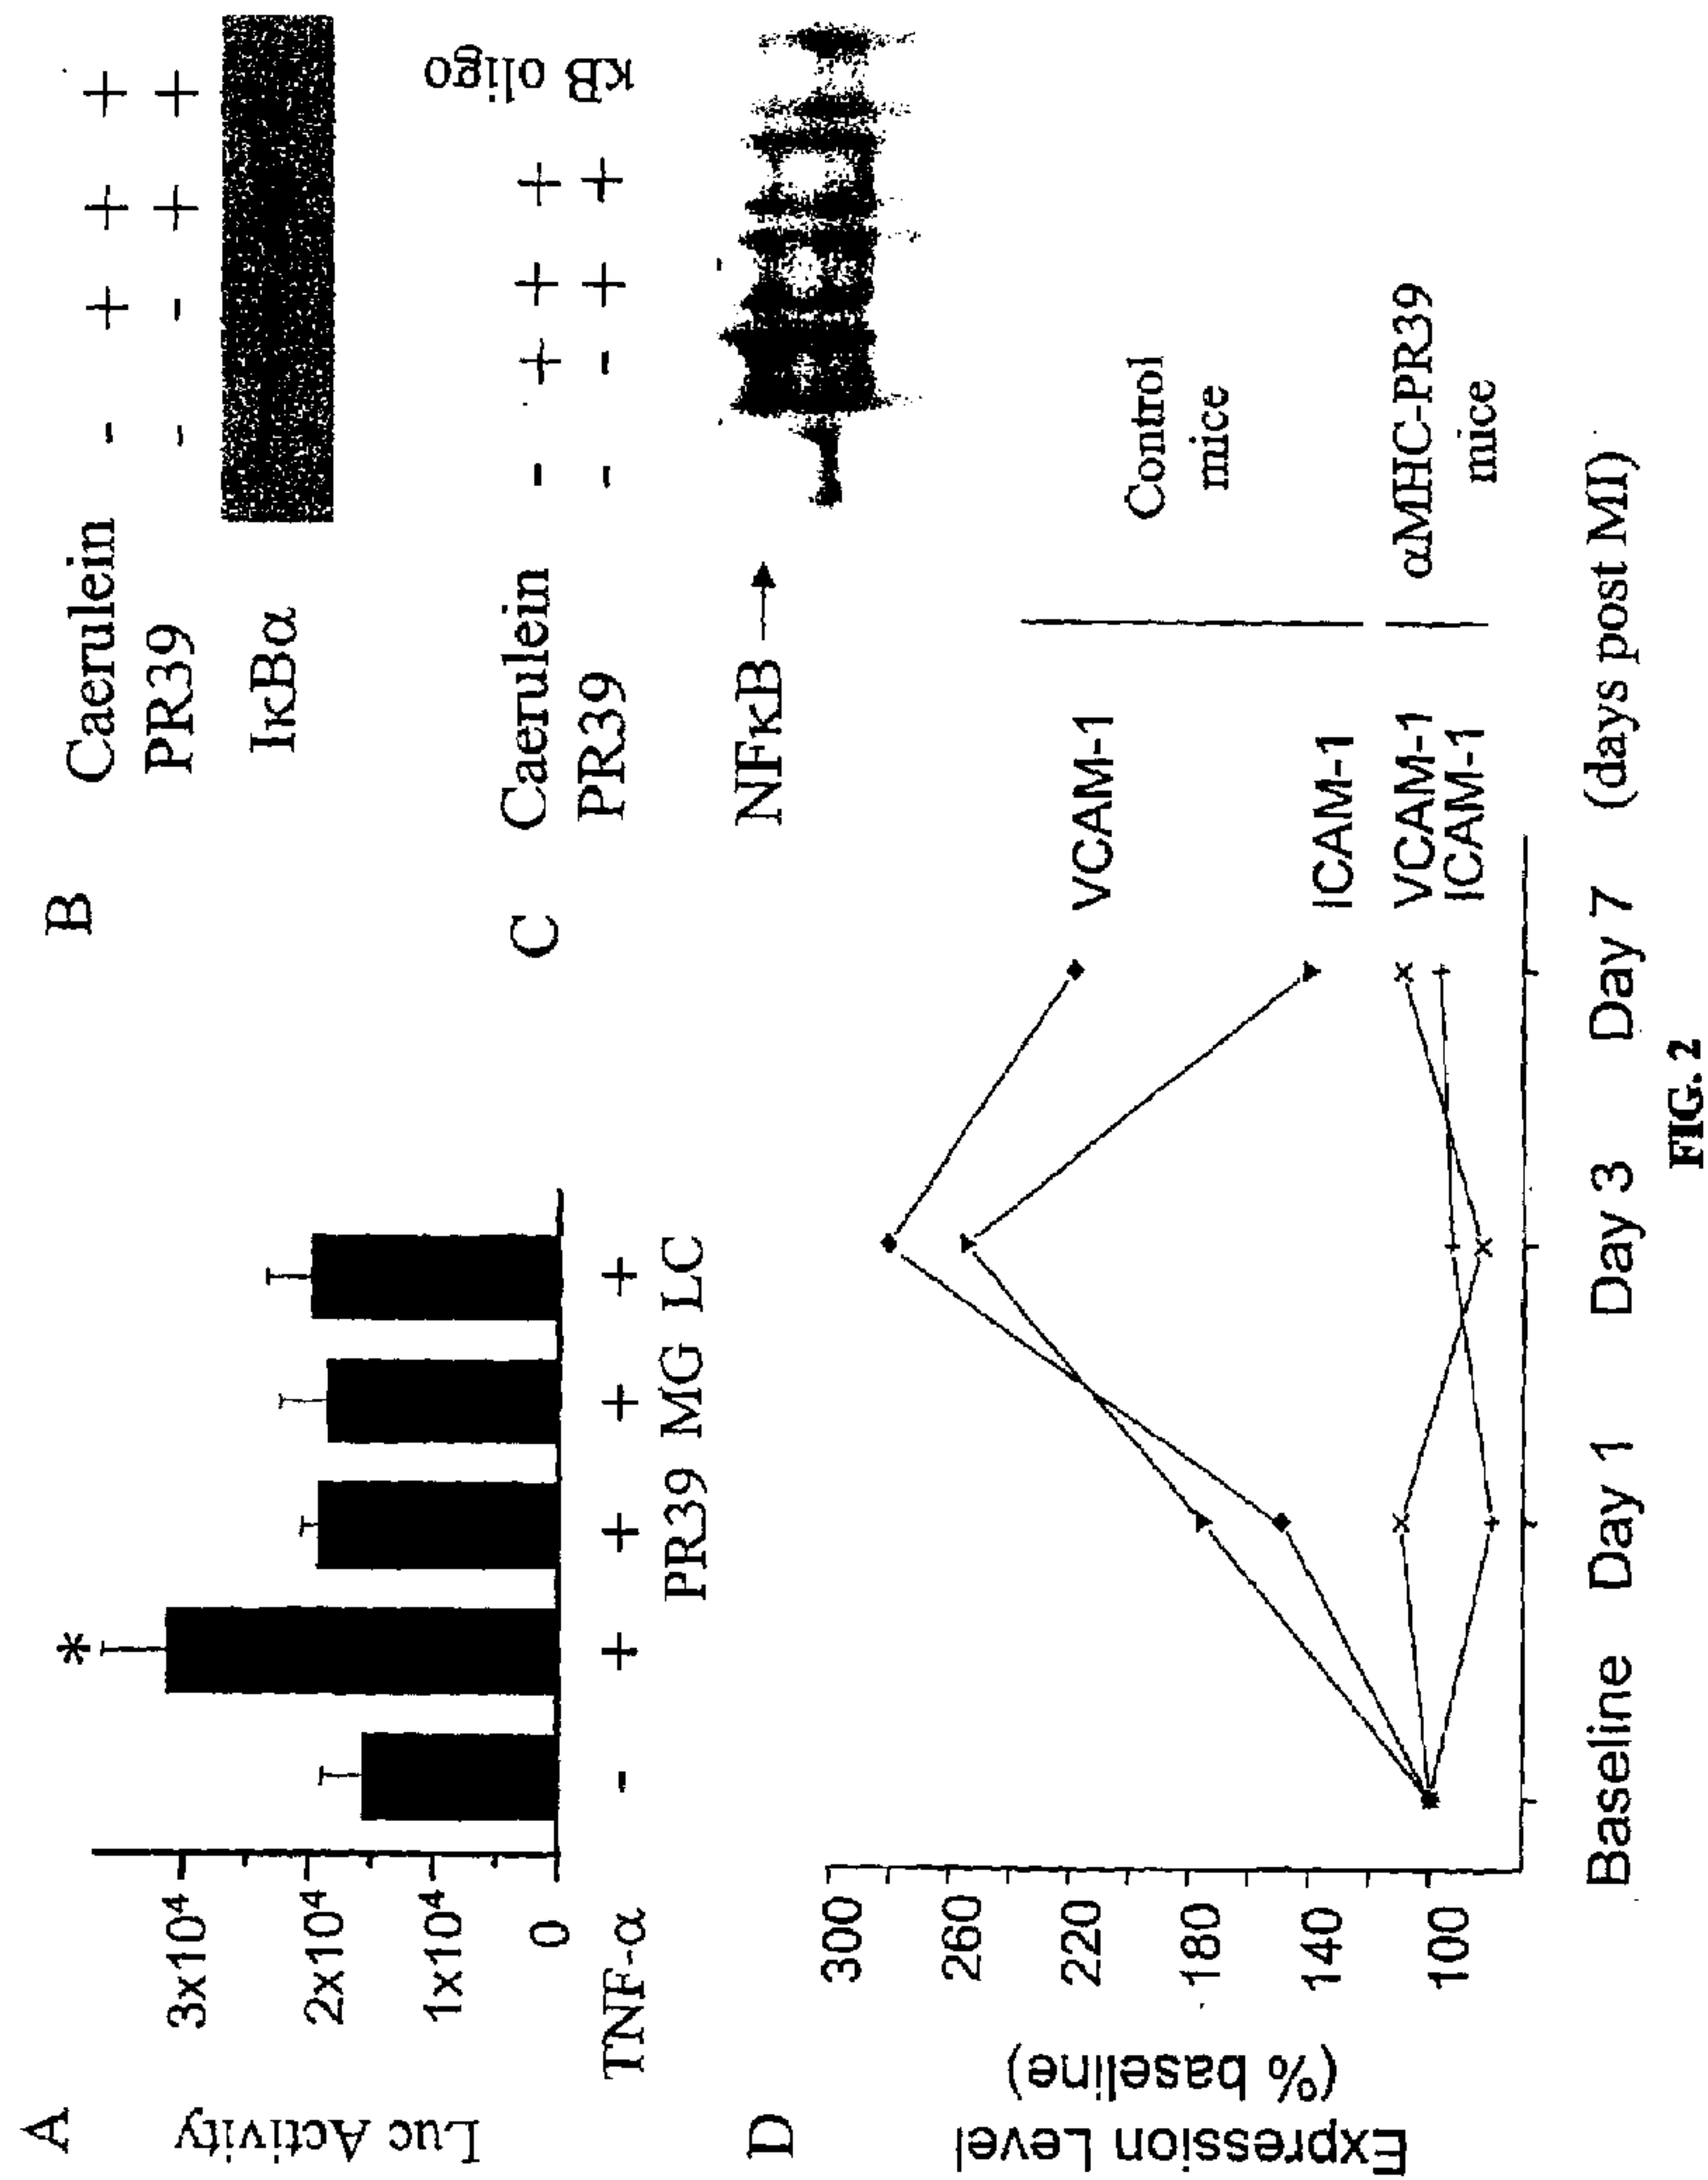 A
Luc Activity
3x10⁴
2x10⁴
1x10⁴
0
TNF-α - + + + +
PR39 MG LC
*
B
Caerulein - + + +
PR39 - - + +
IκBα
C
Caerulein - + + +
PR39 - - + +
κB oligo
NFκB →
D
Expression Level
(% baseline)
300
260
220
180
140
100
VCAM-1
ICAM-1
Control
mice
VCAM-1
ICAM-1
αMHC-PR39
mice
Baseline Day 1 Day 3 Day 7 (days post MI)
FIG. 2